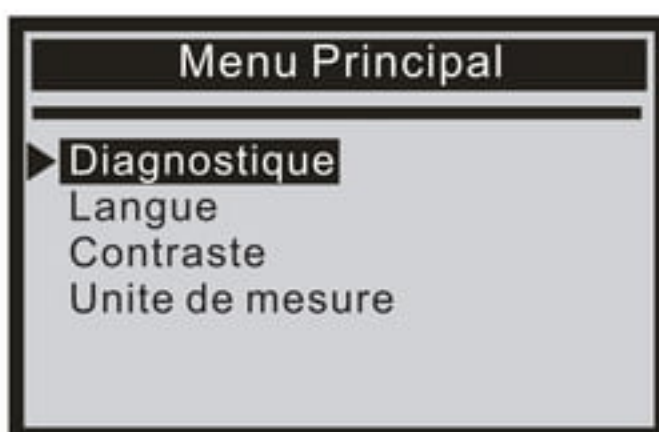 Menu Principal
Diagnostique
Langue
Contraste
Unite de mesure